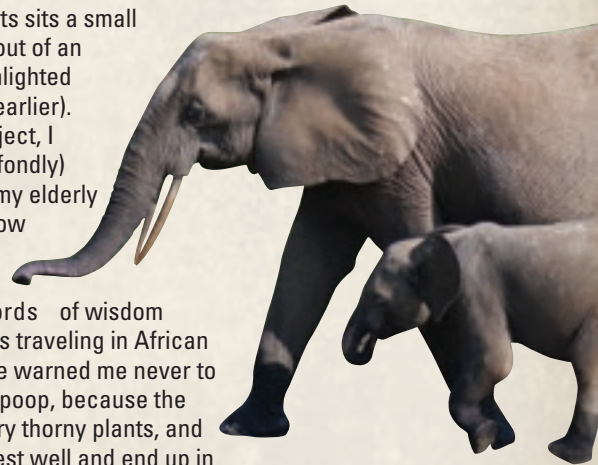 ts sits a small
out of an
lighted
earlier).
ject, I
fondly)
my elderly
ow
ords of wisdom
s traveling in African
e warned me never to
poop, because the
ry thorny plants, and
est well and end up in